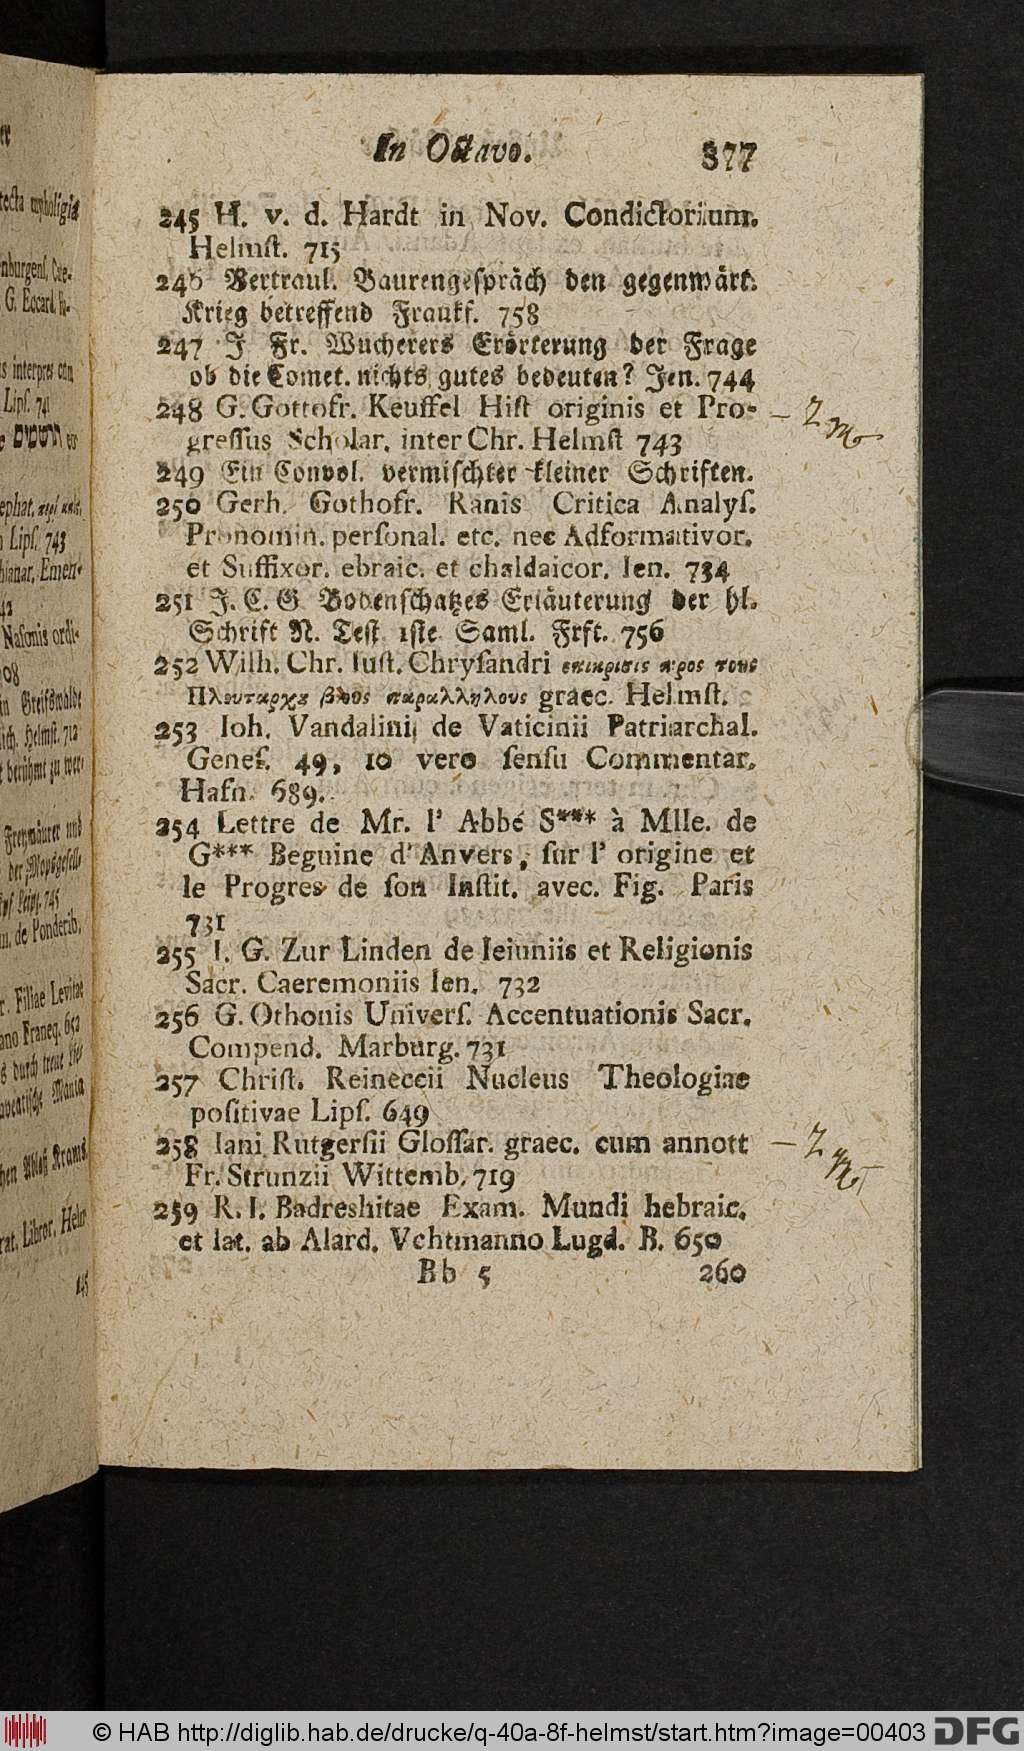 In Octavo. 377
245 H. v. d. Hardt in Nov. Condictorium.
Helmſt. 715
246 Vertraul. Baurengeſpräch den gegenwärt.
Krieg betreffend Frankf. 758
247 J Fr. Wucherers Erörterung der Frage
ob die Comet. nichts gutes bedeuten? Jen. 744
248 G. Gottofr. Keuffel Hiſt originis et Pro-
greſſus Scholar. inter Chr. Helmſt 743
249 Ein Convol. vermiſchter kleiner Schriften.
250 Gerh. Gothofr. Ranis Critica Analyſ.
Pronomin. perſonal. etc. nec Adformativor.
et Suffixor. ebraic. et chaldaicor. Ien. 734
251 J. C. G Bodenſchatzes Erläuterung der hl.
Schrift N. Teſt 1ſte Saml. Frft. 756
252 Wilh. Chr. Iuſt. Chryſandri επικρισις προς τους
Πλουταρχου βιους παραλληλους graec. Helmſt.
253 Ioh. Vandalini, de Vaticinii Patriarchal.
Geneſ. 49, 10 vero ſenſu Commentar.
Hafn. 689.
254 Lettre de Mr. l' Abbé S*** à Mlle. de
G*** Beguine d'Anvers, ſur l' origine et
le Progres de ſon Inſtit. avec. Fig. Paris
731
255 I. G. Zur Linden de Ieiuniis et Religionis
Sacr. Caeremoniis Ien. 732
256 G. Othonis Univerſ. Accentuationis Sacr.
Compend. Marburg. 731
257 Chriſt. Reineccii Nucleus Theologiae
poſitivae Lipſ. 649
258 Iani Rutgerſii Gloſſar. graec. cum annott
Fr. Strunzii Wittemb. 719
259 R. I. Badreshitae Exam. Mundi hebraic.
et lat. ab Alard. Vchtmanno Lugd. B. 650
Bb 5 260
© HAB http://diglib.hab.de/drucke/q-40a-8f-helmst/start.htm?image=00403 DFG